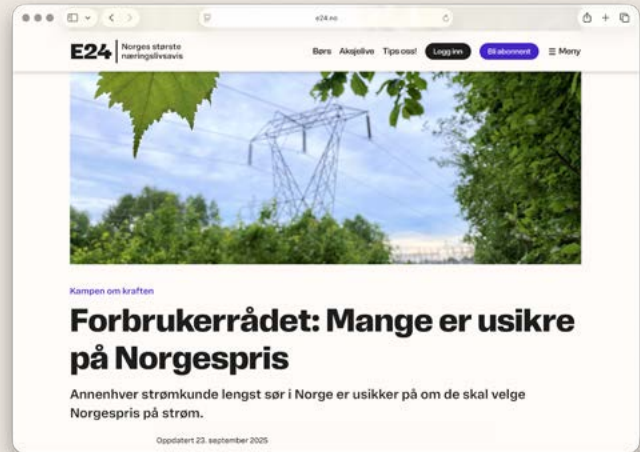 e24.no
E24
Norges største
næringslivsavis
Børs Aksjelive Tips oss! Logg inn Bli abonnent Meny
Kampen om kraften
Forbrukerrådet: Mange er usikre
på Norgespris
Annenhver strømkunde lengst sør i Norge er usikker på om de skal velge
Norgespris på strøm.
Oppdatert 23. september 2025